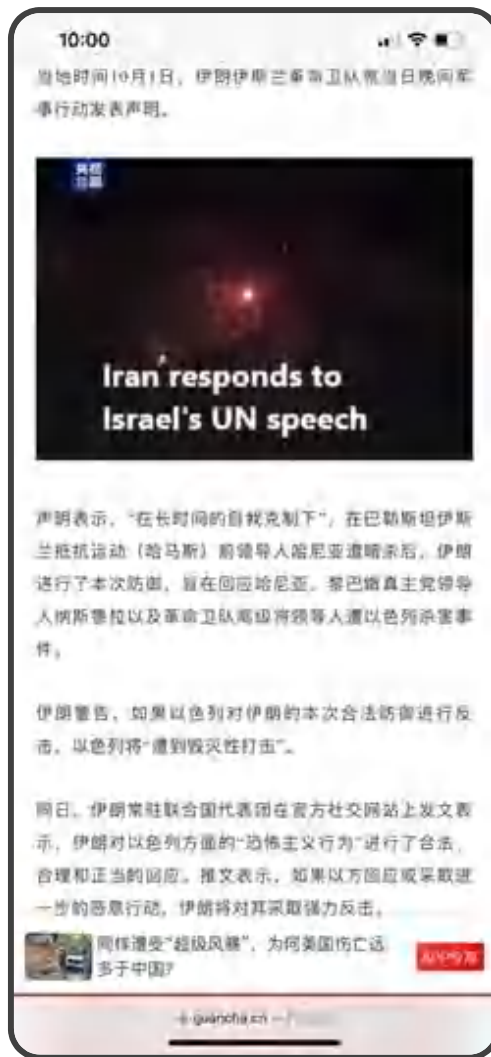 10:00
当地时间10月1日，伊朗伊斯兰革命卫队就当日晚间军
事行动发表声明。
Iran responds to
Israel's UN speech
声明表示，“在长时间的自我克制下”，在巴勒斯坦伊斯
兰抵抗运动（哈马斯）前领导人哈尼亚遭暗杀后，伊朗
进行了本次防御，旨在回应哈尼亚、黎巴嫩真主党领导
人纳斯鲁拉以及革命卫队高级将领导人遭以色列杀害事
件。
伊朗警告，如果以色列对伊朗的本次合法防御进行反
击，以色列将“遭到毁灭性打击”。
同日，伊朗常驻联合国代表团在官方社交网站上发文表
示，伊朗对以色列方面的“恐怖主义行为”进行了合法、
合理和正当的回应。推文表示，如果以方回应或采取进
一步的恶意行动，伊朗将对其采取强力反击。
同样遭受“超级风暴”，为何美国伤亡远
多于中国？
guancha.cn